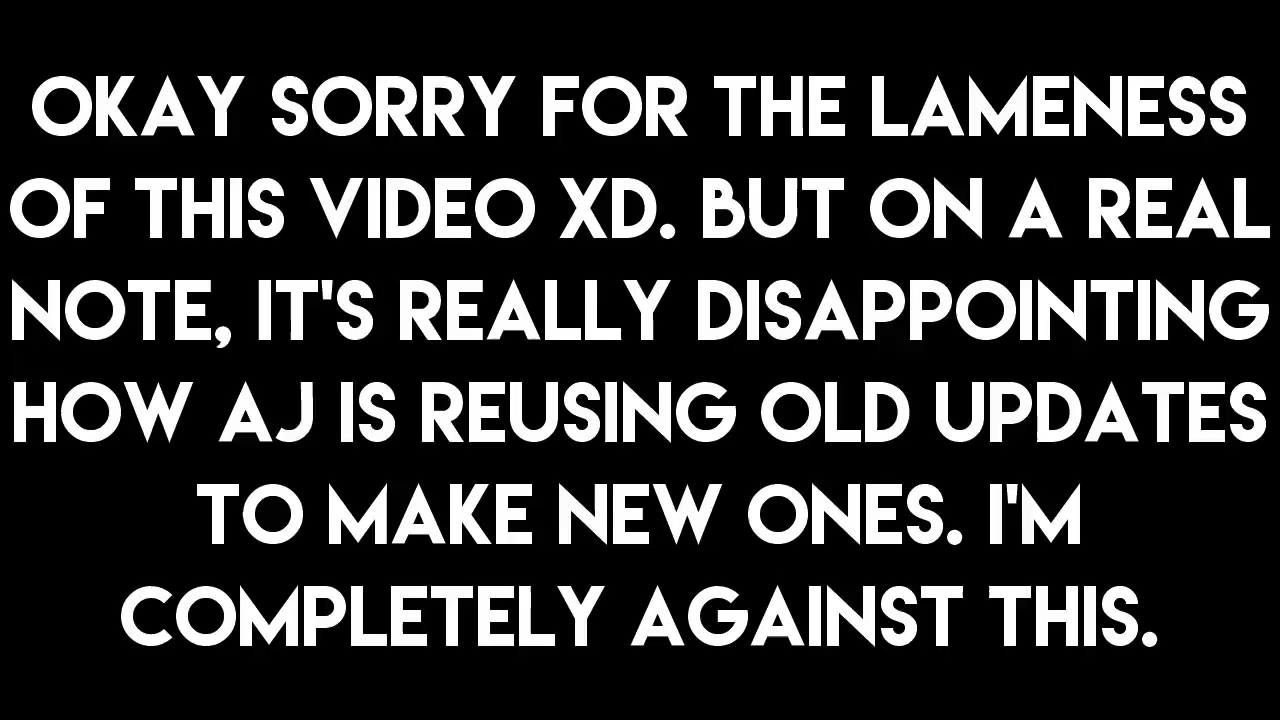 OKAY SORRY FOR THE LAMENESS
OF THIS VIDEO XD. BUT ON A REAL
NOTE, IT'S REALLY DISAPPOINTING
HOW AJ IS REUSING OLD UPDATES
TO MAKE NEW ONES. I'M
COMPLETELY AGAINST THIS.